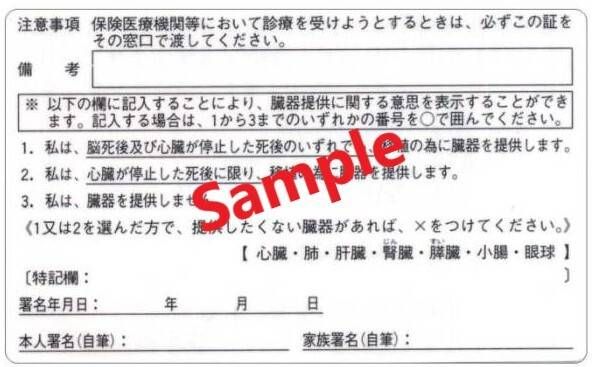 注意事項 保険医療機関等において診療を受けようとするときは、必ずこの証を
その窓口で渡してください。
備 考
※ 以下の欄に記入することにより、臓器提供に関する意思を表示することができ
ます。記入する場合は、1から3までのいずれかの番号を○で囲んでください。
1. 私は、脳死後及び心臓が停止した死後のいずれでも、移植の為に臓器を提供します。
2. 私は、心臓が停止した死後に限り、移植の為に臓器を提供します。
3. 私は、臓器を提供しません。
Sample
《1又は2を選んだ方で、提供したくない臓器があれば、×をつけてください。》
じん すい
【 心臓・肺・肝臓・腎臓・膵臓・小腸・眼球 】
〔特記欄: 〕
署名年月日: 年 月 日
本人署名(自筆): 家族署名(自筆):